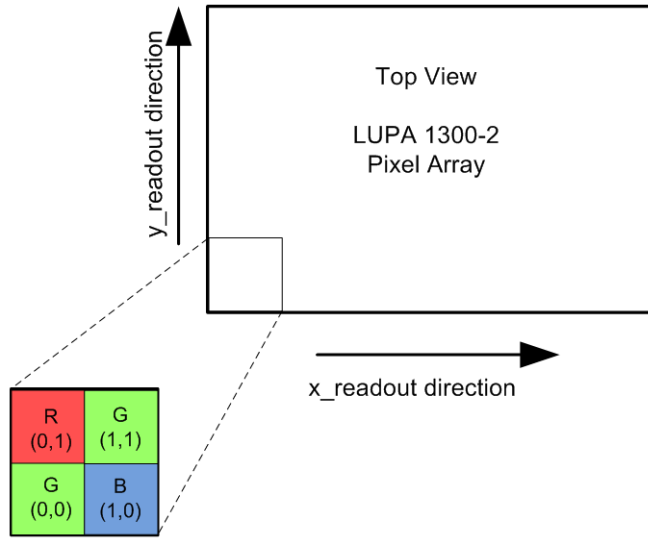 Top View
LUPA 1300-2
Pixel Array
y_readout direction
x_readout direction
R
(0,1)
G
(1,1)
G
(0,0)
B
(1,0)